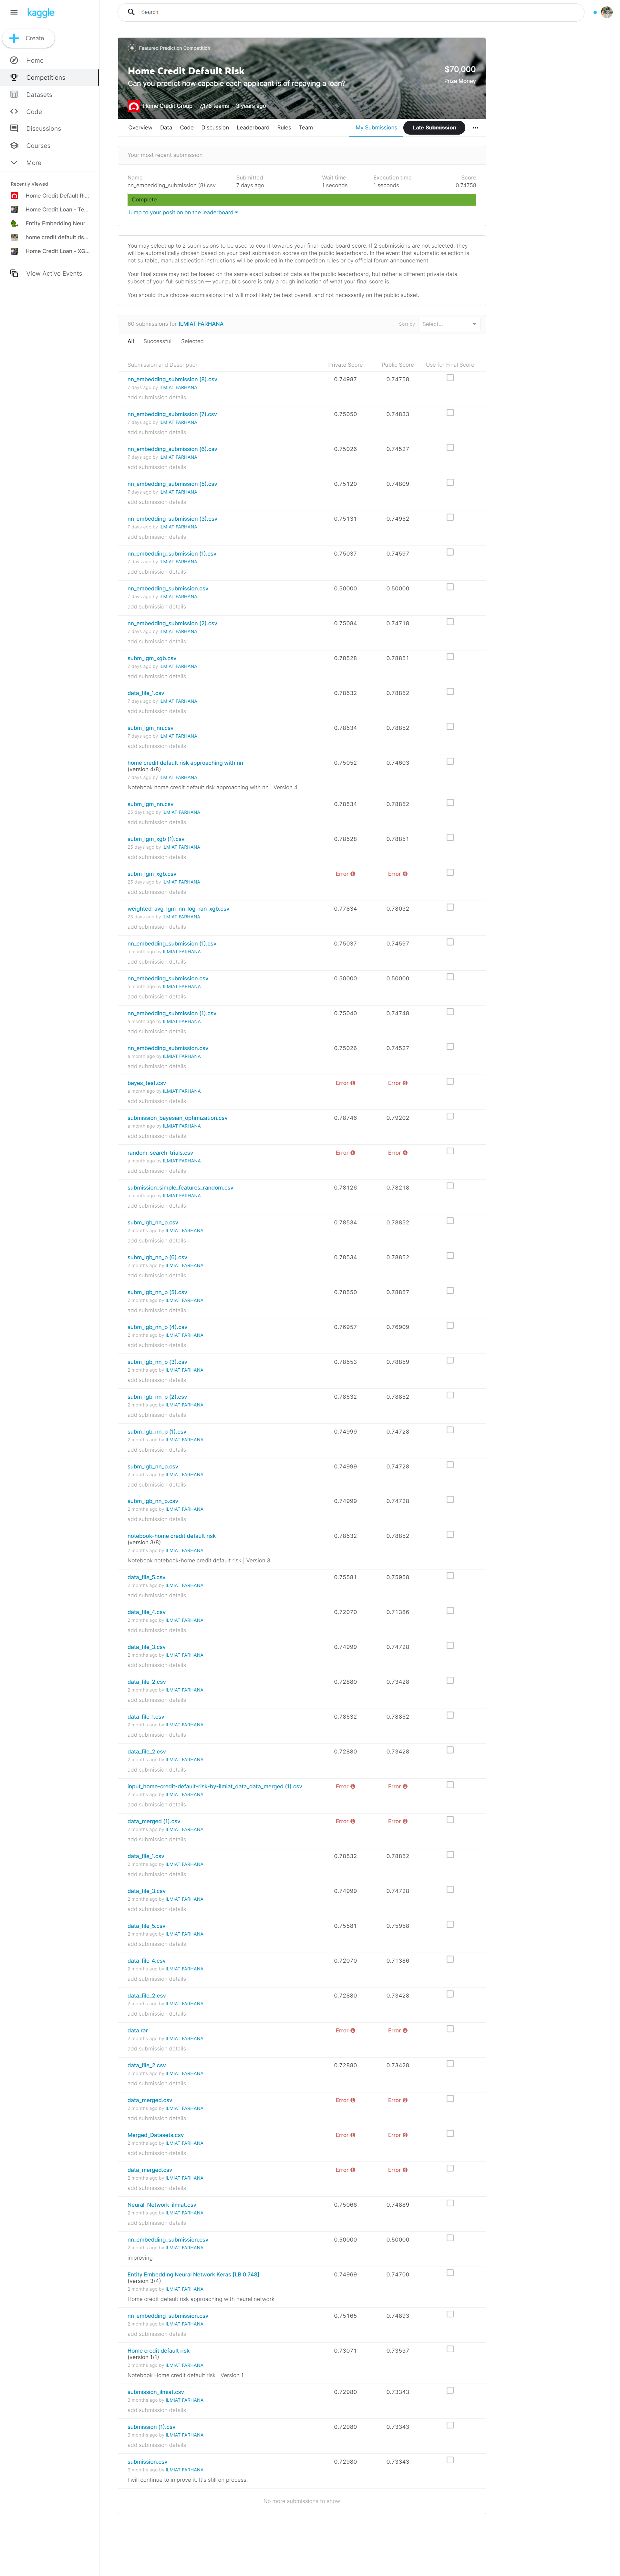 kaggle
Search
Create
Home
Competitions
Datasets
Code
Discussions
Courses
More
Recently Viewed
Home Credit Default Ri...
Home Credit Loan - Te...
Entity Embedding Neur...
home credit default ris...
Home Credit Loan - XG...
View Active Events
Featured Prediction Competition
Home Credit Default Risk
Can you predict how capable each applicant is of repaying a loan?
$70,000
Prize Money
Home Credit Group · 7,176 teams · 3 years ago
Overview Data Code Discussion Leaderboard Rules Team My Submissions Late Submission ...
Your most recent submission
Name Submitted Wait time Execution time Score
nn_embedding_submission (8).csv 7 days ago 1 seconds 1 seconds 0.74758
Complete
Jump to your position on the leaderboard
You may select up to 2 submissions to be used to count towards your final leaderboard score. If 2 submissions are not selected, they
will be automatically chosen based on your best submission scores on the public leaderboard. In the event that automatic selection is
not suitable, manual selection instructions will be provided in the competition rules or by official forum announcement.
Your final score may not be based on the same exact subset of data as the public leaderboard, but rather a different private data
subset of your full submission — your public score is only a rough indication of what your final score is.
You should thus choose submissions that will most likely be best overall, and not necessarily on the public subset.
60 submissions for ILMIAT FARHANA
Sort by Select...
All Successful Selected
Submission and Description Private Score Public Score Use for Final Score
nn_embedding_submission (8).csv 0.74987 0.74758
7 days ago by ILMIAT FARHANA
add submission details
nn_embedding_submission (7).csv 0.75050 0.74833
7 days ago by ILMIAT FARHANA
add submission details
nn_embedding_submission (6).csv 0.75026 0.74527
7 days ago by ILMIAT FARHANA
add submission details
nn_embedding_submission (5).csv 0.75120 0.74809
7 days ago by ILMIAT FARHANA
add submission details
nn_embedding_submission (3).csv 0.75131 0.74952
7 days ago by ILMIAT FARHANA
add submission details
nn_embedding_submission (1).csv 0.75037 0.74597
7 days ago by ILMIAT FARHANA
add submission details
nn_embedding_submission.csv 0.50000 0.50000
7 days ago by ILMIAT FARHANA
add submission details
nn_embedding_submission (2).csv 0.75084 0.74718
7 days ago by ILMIAT FARHANA
add submission details
subm_lgm_xgb.csv 0.78528 0.78851
7 days ago by ILMIAT FARHANA
add submission details
data_file_1.csv 0.78532 0.78852
7 days ago by ILMIAT FARHANA
add submission details
subm_lgm_nn.csv 0.78534 0.78852
7 days ago by ILMIAT FARHANA
add submission details
home credit default risk approaching with nn 0.75052 0.74603
(version 4/8)
7 days ago by ILMIAT FARHANA
Notebook home credit default risk approaching with nn | Version 4
subm_lgm_nn.csv 0.78534 0.78852
25 days ago by ILMIAT FARHANA
add submission details
subm_lgm_xgb (1).csv 0.78528 0.78851
25 days ago by ILMIAT FARHANA
add submission details
subm_lgm_xgb.csv Error Error
25 days ago by ILMIAT FARHANA
add submission details
weighted_avg_lgm_nn_log_ran_xgb.csv 0.77834 0.78032
25 days ago by ILMIAT FARHANA
add submission details
nn_embedding_submission (1).csv 0.75037 0.74597
a month ago by ILMIAT FARHANA
add submission details
nn_embedding_submission.csv 0.50000 0.50000
a month ago by ILMIAT FARHANA
add submission details
nn_embedding_submission (1).csv 0.75040 0.74748
a month ago by ILMIAT FARHANA
add submission details
nn_embedding_submission.csv 0.75026 0.74527
a month ago by ILMIAT FARHANA
add submission details
bayes_test.csv Error Error
a month ago by ILMIAT FARHANA
add submission details
submission_bayesian_optimization.csv 0.78746 0.79202
a month ago by ILMIAT FARHANA
add submission details
random_search_trials.csv Error Error
a month ago by ILMIAT FARHANA
add submission details
submission_simple_features_random.csv 0.78126 0.78218
a month ago by ILMIAT FARHANA
add submission details
subm_lgb_nn_p.csv 0.78534 0.78852
2 months ago by ILMIAT FARHANA
add submission details
subm_lgb_nn_p (6).csv 0.78534 0.78852
2 months ago by ILMIAT FARHANA
add submission details
subm_lgb_nn_p (5).csv 0.78550 0.78857
2 months ago by ILMIAT FARHANA
add submission details
subm_lgb_nn_p (4).csv 0.76957 0.76909
2 months ago by ILMIAT FARHANA
add submission details
subm_lgb_nn_p (3).csv 0.78553 0.78859
2 months ago by ILMIAT FARHANA
add submission details
subm_lgb_nn_p (2).csv 0.78532 0.78852
2 months ago by ILMIAT FARHANA
add submission details
subm_lgb_nn_p (1).csv 0.74999 0.74728
2 months ago by ILMIAT FARHANA
add submission details
subm_lgb_nn_p.csv 0.74999 0.74728
2 months ago by ILMIAT FARHANA
add submission details
subm_lgb_nn_p.csv 0.74999 0.74728
2 months ago by ILMIAT FARHANA
add submission details
notebook-home credit default risk 0.78532 0.78852
(version 3/8)
2 months ago by ILMIAT FARHANA
Notebook notebook-home credit default risk | Version 3
data_file_5.csv 0.75581 0.75958
2 months ago by ILMIAT FARHANA
add submission details
data_file_4.csv 0.72070 0.71386
2 months ago by ILMIAT FARHANA
add submission details
data_file_3.csv 0.74999 0.74728
2 months ago by ILMIAT FARHANA
add submission details
data_file_2.csv 0.72880 0.73428
2 months ago by ILMIAT FARHANA
add submission details
data_file_1.csv 0.78532 0.78852
2 months ago by ILMIAT FARHANA
add submission details
data_file_2.csv 0.72880 0.73428
2 months ago by ILMIAT FARHANA
add submission details
input_home-credit-default-risk-by-ilmiat_data_data_merged (1).csv Error Error
2 months ago by ILMIAT FARHANA
add submission details
data_merged (1).csv Error Error
2 months ago by ILMIAT FARHANA
add submission details
data_file_1.csv 0.78532 0.78852
2 months ago by ILMIAT FARHANA
add submission details
data_file_3.csv 0.74999 0.74728
2 months ago by ILMIAT FARHANA
add submission details
data_file_5.csv 0.75581 0.75958
2 months ago by ILMIAT FARHANA
add submission details
data_file_4.csv 0.72070 0.71386
2 months ago by ILMIAT FARHANA
add submission details
data_file_2.csv 0.72880 0.73428
2 months ago by ILMIAT FARHANA
add submission details
data.rar Error Error
2 months ago by ILMIAT FARHANA
add submission details
data_file_2.csv 0.72880 0.73428
2 months ago by ILMIAT FARHANA
add submission details
data_merged.csv Error Error
2 months ago by ILMIAT FARHANA
add submission details
Merged_Datasets.csv Error Error
2 months ago by ILMIAT FARHANA
add submission details
data_merged.csv Error Error
2 months ago by ILMIAT FARHANA
add submission details
Neural_Network_ilmiat.csv 0.75066 0.74889
2 months ago by ILMIAT FARHANA
add submission details
nn_embedding_submission.csv 0.50000 0.50000
2 months ago by ILMIAT FARHANA
improving
Entity Embedding Neural Network Keras [LB 0.748] 0.74969 0.74700
(version 3/4)
2 months ago by ILMIAT FARHANA
Home credit default risk approaching with neural network
nn_embedding_submission.csv 0.75165 0.74893
2 months ago by ILMIAT FARHANA
add submission details
Home credit default risk 0.73071 0.73537
(version 1/1)
2 months ago by ILMIAT FARHANA
Notebook Home credit default risk | Version 1
submission_ilmiat.csv 0.72980 0.73343
3 months ago by ILMIAT FARHANA
add submission details
submission (1).csv 0.72980 0.73343
3 months ago by ILMIAT FARHANA
add submission details
submission.csv 0.72980 0.73343
3 months ago by ILMIAT FARHANA
I will continue to improve it. It's still on process.
No more submissions to show